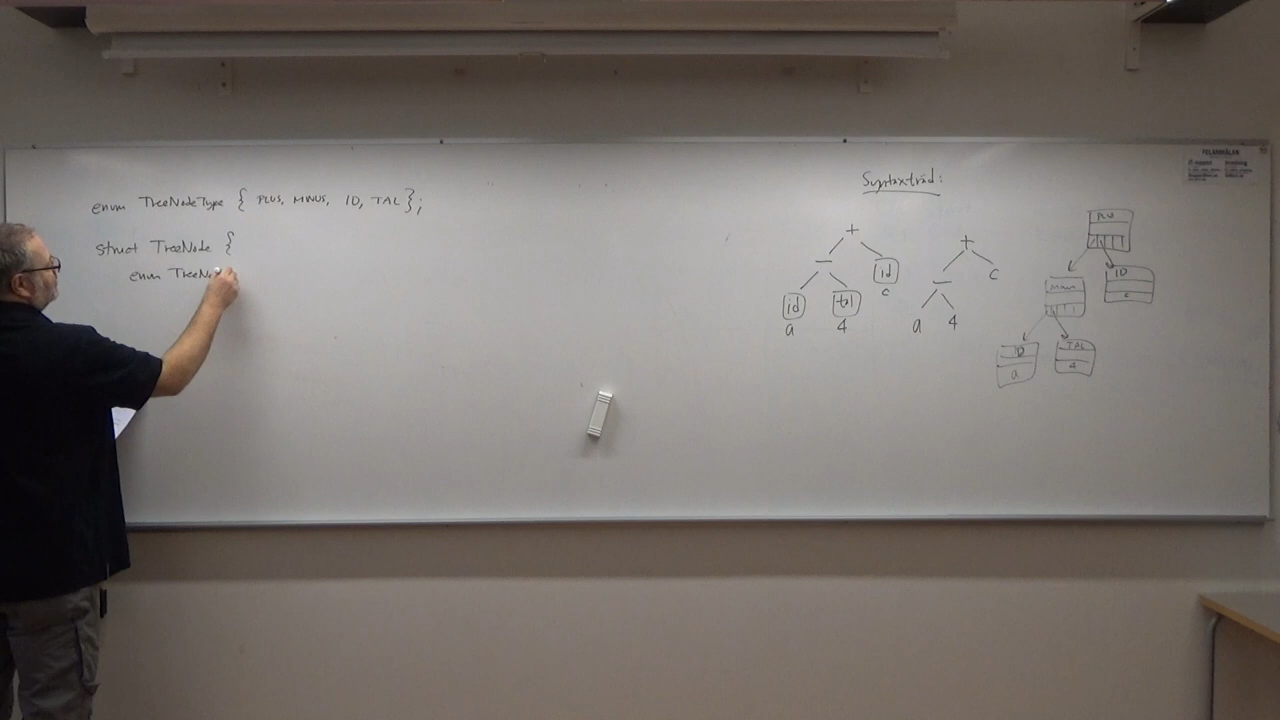 enum TreeNodeType { PLUS, MINUS, ID, TAL };
struct TreeNode {
enum TreeNo
Syntaxträd:
+
− id
c
id tal
a 4
+
− c
a 4
PLUS
MINUS ID
c
ID TAL
a 4
FELANMÄLAN